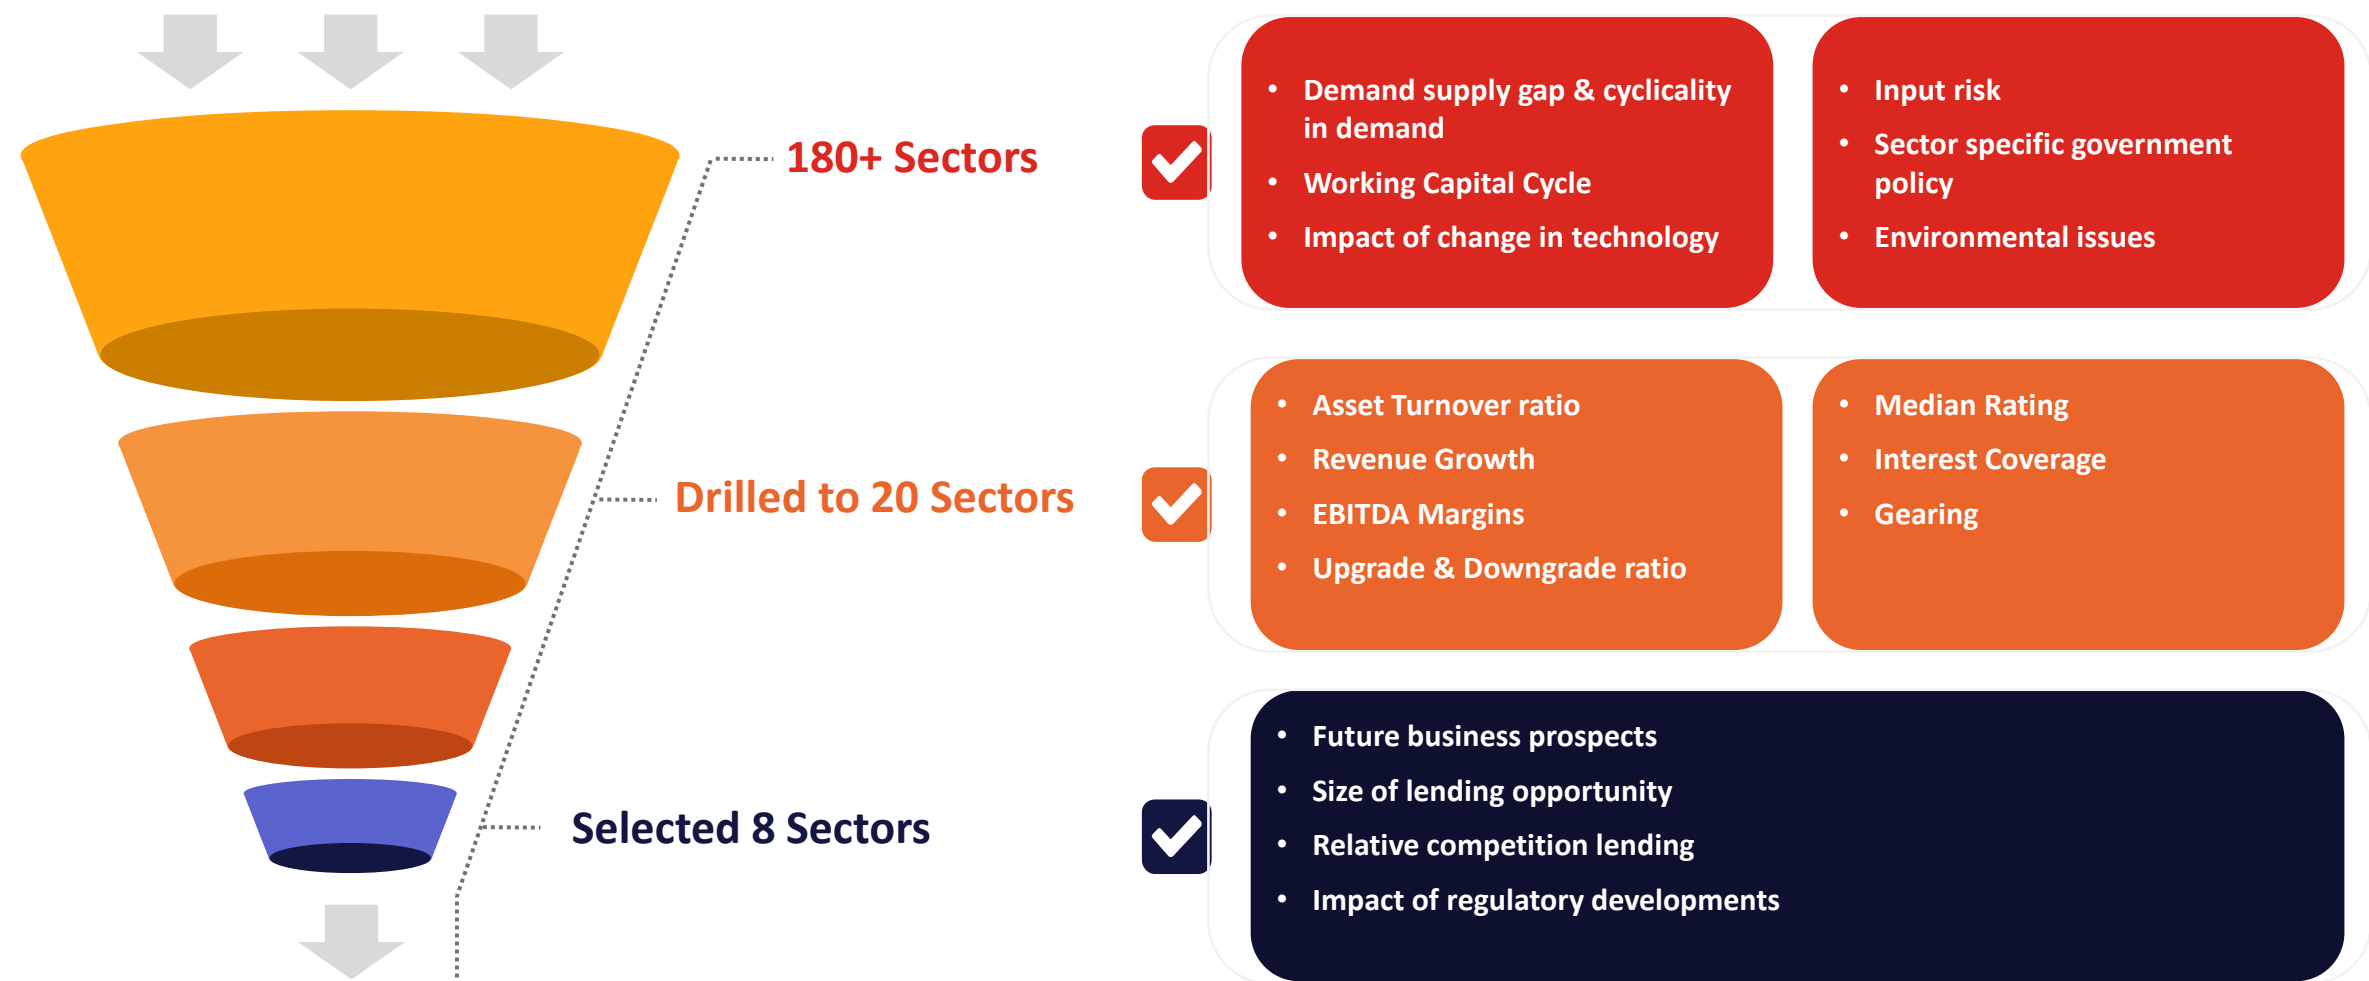 180+ Sectors
• Demand supply gap & cyclicality
in demand
• Working Capital Cycle
• Impact of change in technology
• Input risk
• Sector specific government
policy
• Environmental issues
Drilled to 20 Sectors
• Asset Turnover ratio
• Revenue Growth
• EBITDA Margins
• Upgrade & Downgrade ratio
• Median Rating
• Interest Coverage
• Gearing
Selected 8 Sectors
• Future business prospects
• Size of lending opportunity
• Relative competition lending
• Impact of regulatory developments